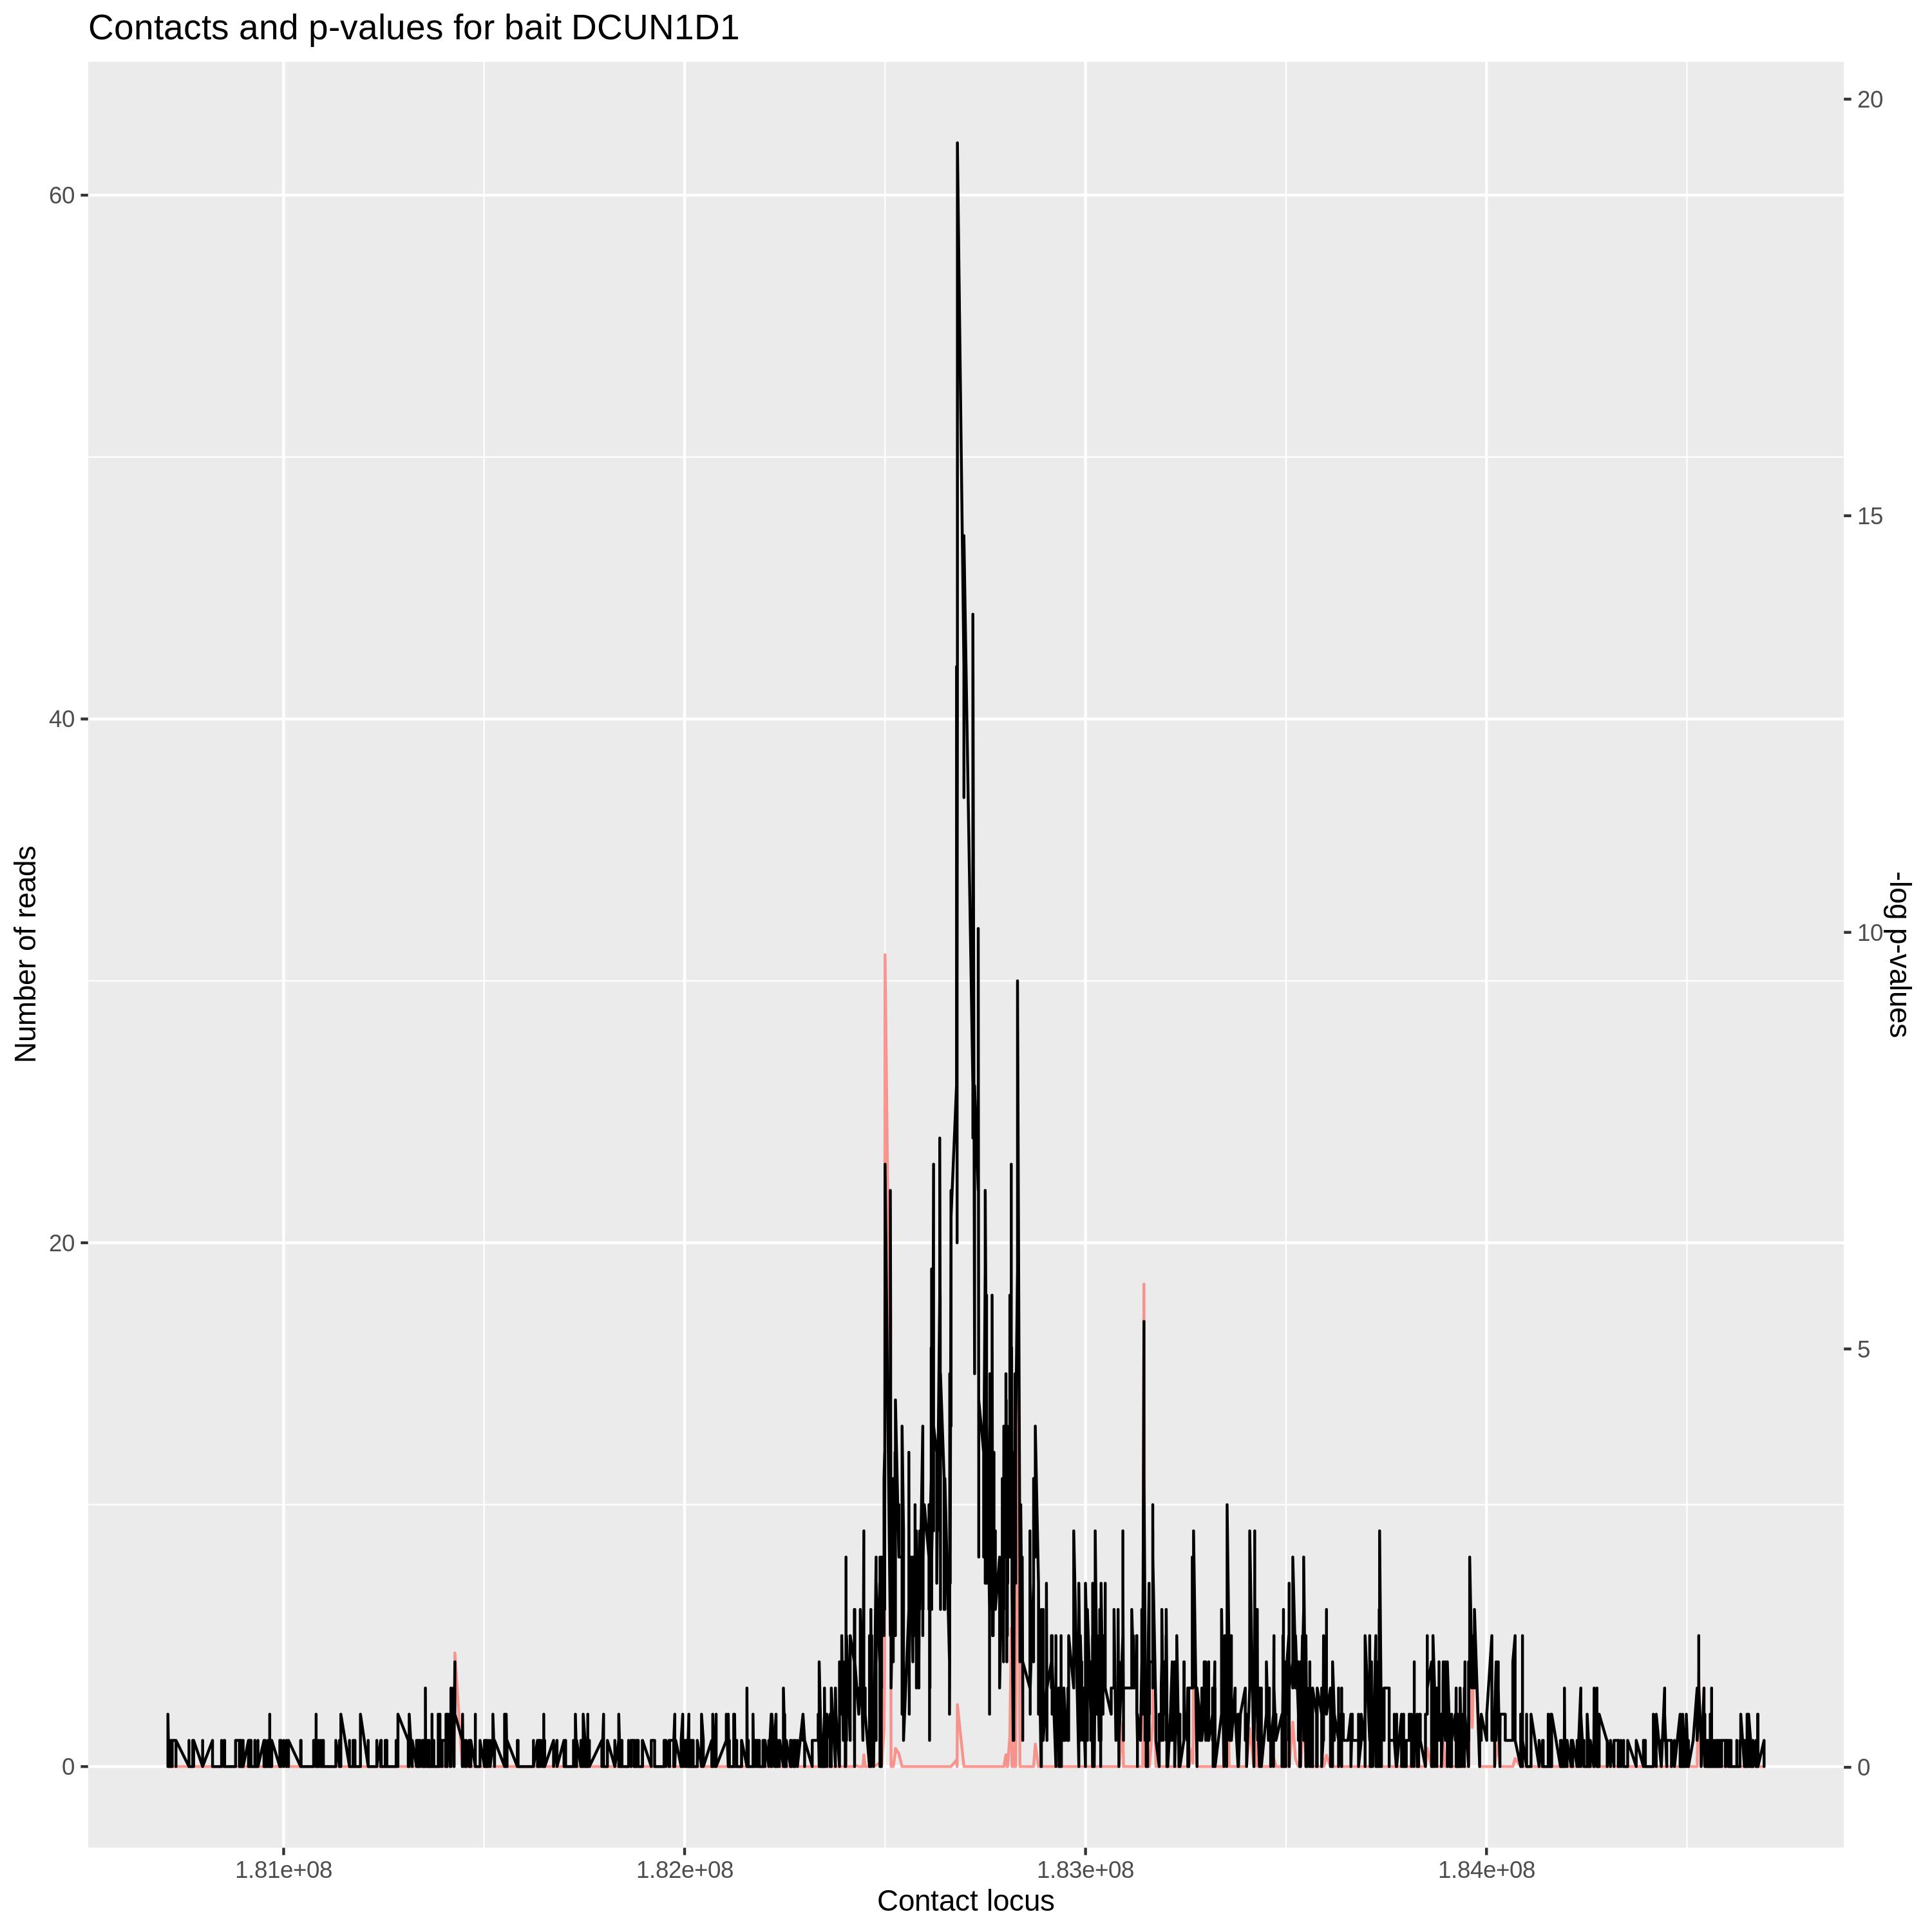 Contacts and p-values for bait DCUN1D1
Number of reads
60
40
20
0
20
15
10
5
0
-log p-values
1.81e+08
1.82e+08
1.83e+08
1.84e+08
Contact locus